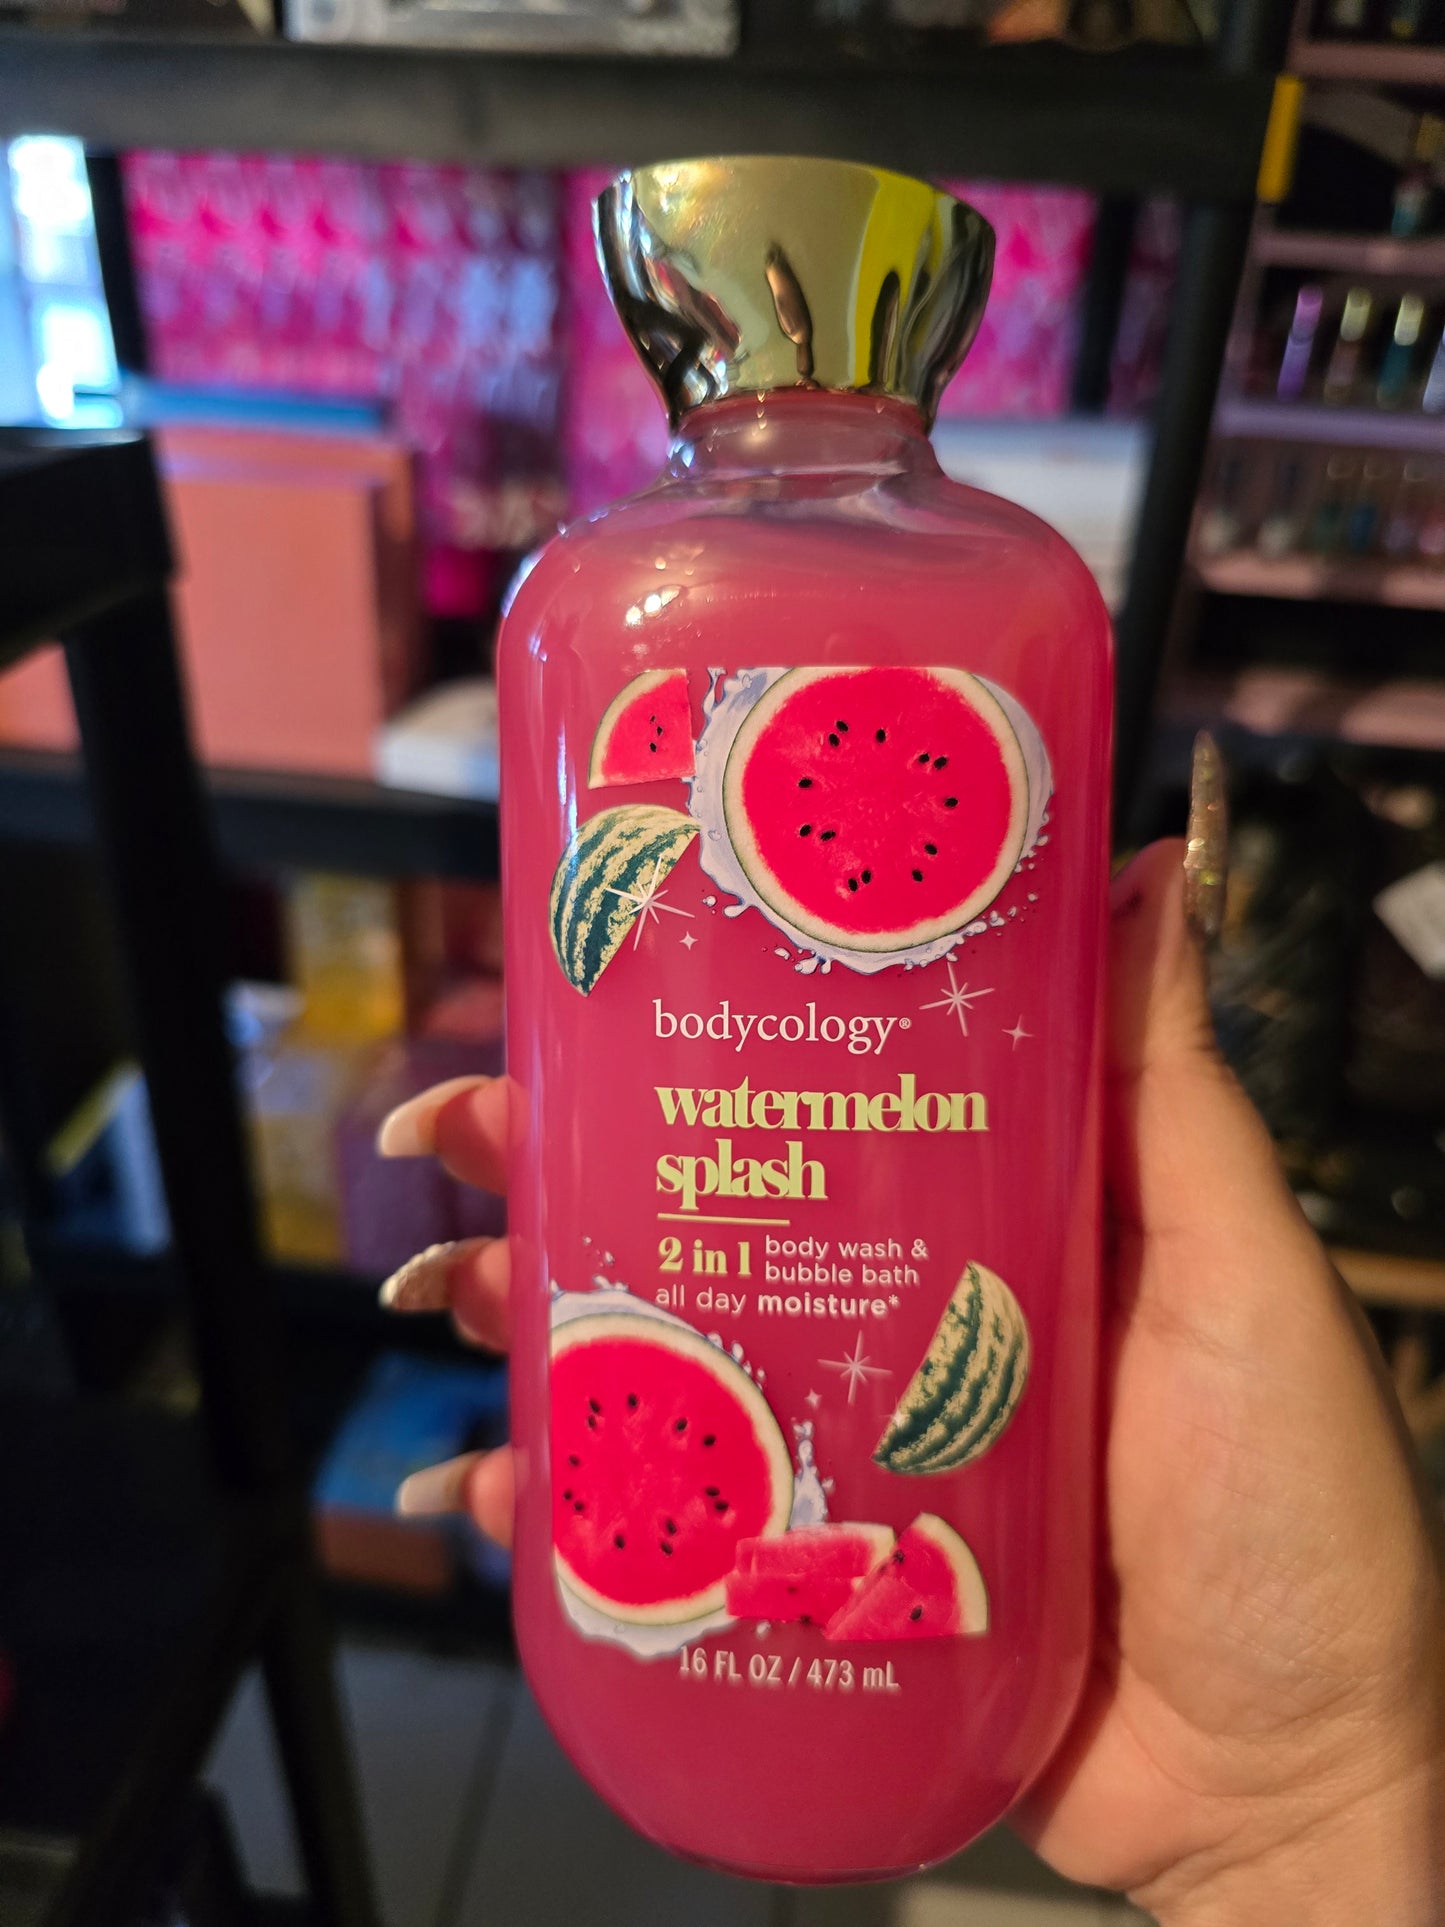 bodycology®
watermelon
splash
2 in 1 body wash &
bubble bath
all day moisture*
16 FL OZ / 473 mL